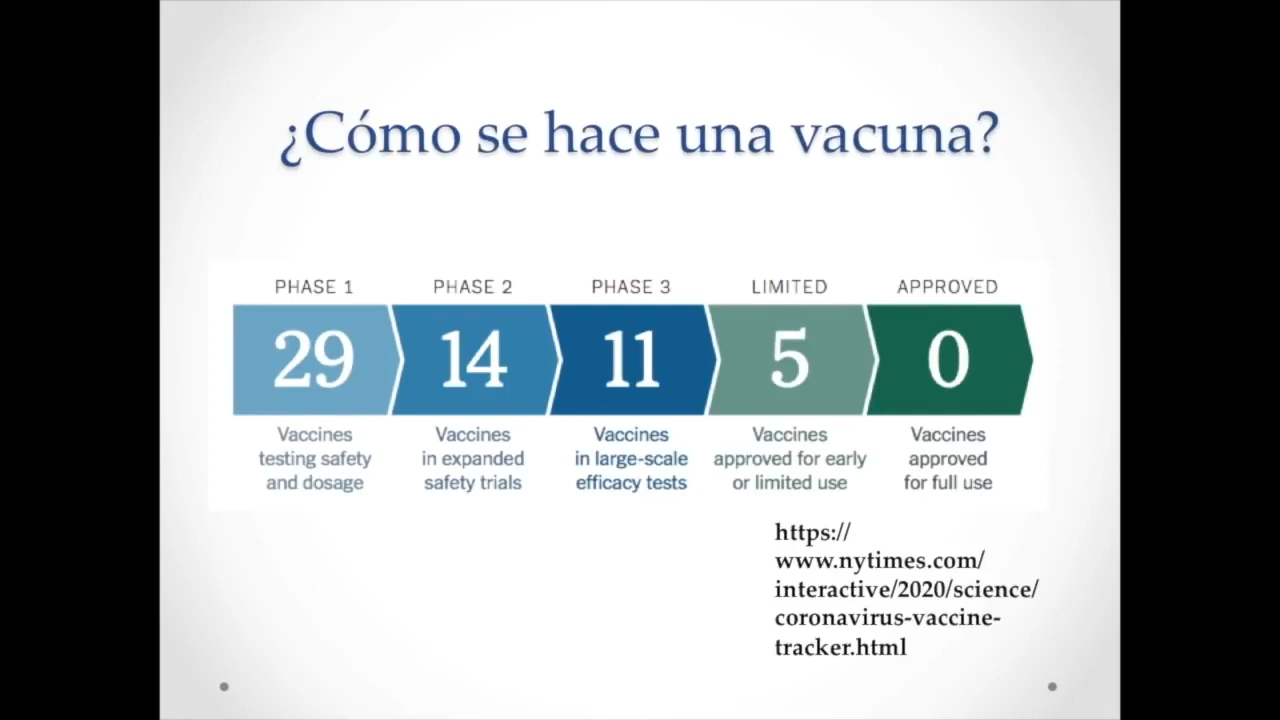 ¿Cómo se hace una vacuna?
PHASE 1 PHASE 2 PHASE 3 LIMITED APPROVED
29 14 11 5 0
Vaccines Vaccines Vaccines Vaccines Vaccines
testing safety in expanded in large-scale approved for early approved
and dosage safety trials efficacy tests or limited use for full use
https://
www.nytimes.com/
interactive/2020/science/
coronavirus-vaccine-
tracker.html